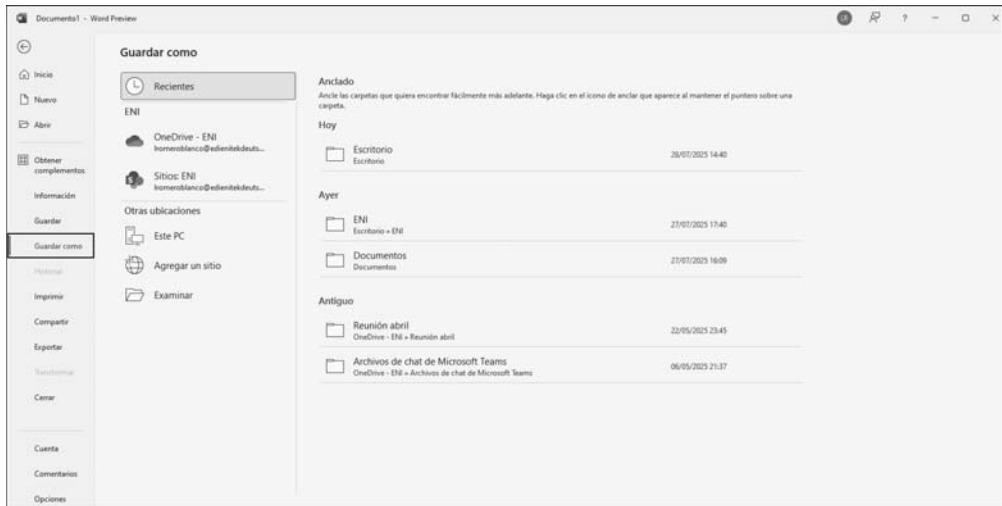 Documento1 - Word Preview
?
Inicio
Nuevo
Abrir
Obtener
complementos
Información
Guardar
Guardar como
Historial
Imprimir
Compartir
Exportar
Transformar
Cerrar
Cuenta
Comentarios
Opciones
Guardar como
Recientes
ENI
OneDrive - ENI
lromeroblanco@edienitekdeuts...
Sitios: ENI
lromeroblanco@edienitekdeuts...
Otras ubicaciones
Este PC
Agregar un sitio
Examinar
Anclado
Ancle las carpetas que quiera encontrar fácilmente más adelante. Haga clic en el icono de anclar que aparece al mantener el puntero sobre una
carpeta.
Hoy
Escritorio
Escritorio
28/07/2025 14:40
Ayer
ENI
Escritorio » ENI
27/07/2025 17:40
Documentos
Documentos
27/07/2025 16:09
Antiguo
Reunión abril
OneDrive - ENI » Reunión abril
22/05/2025 23:45
Archivos de chat de Microsoft Teams
OneDrive - ENI » Archivos de chat de Microsoft Teams
06/05/2025 21:37